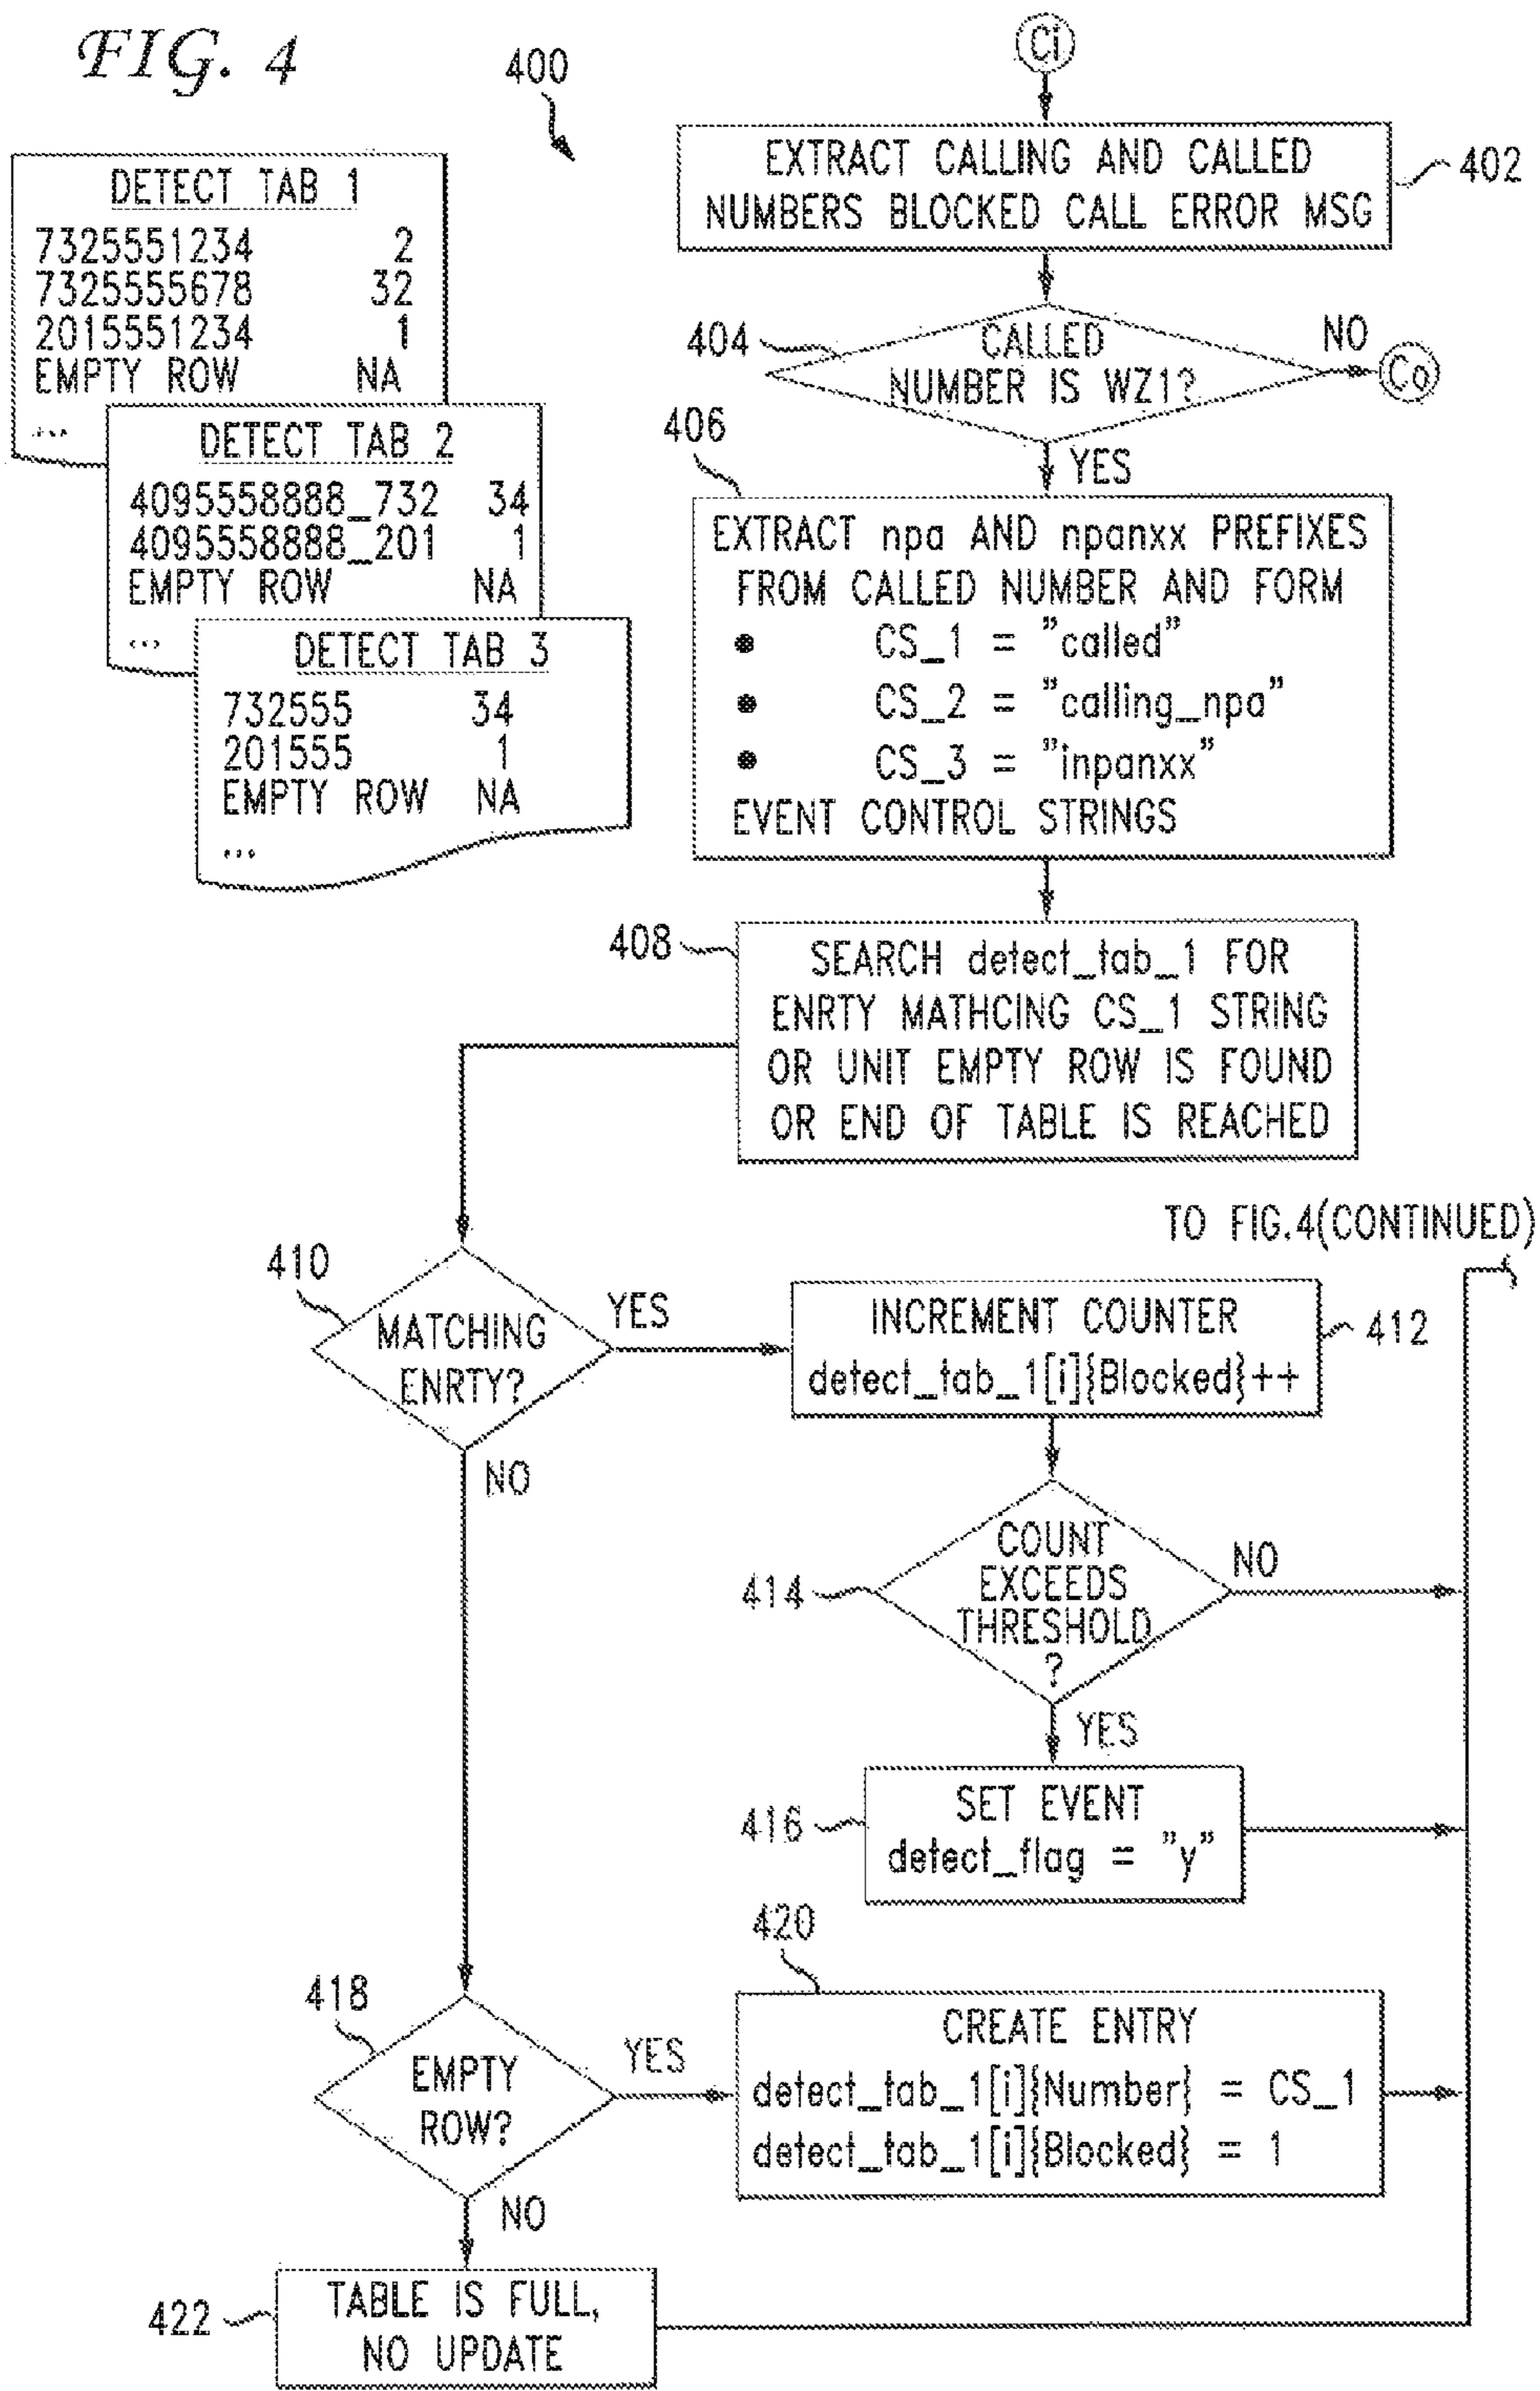 FIG. 4
400
Ci
EXTRACT CALLING AND CALLED
NUMBERS BLOCKED CALL ERROR MSG
402
DETECT TAB 1
7325551234 2
7325555678 32
2015551234 1
EMPTY ROW NA
...
DETECT TAB 2
4095558888_732 34
4095558888_201 1
EMPTY ROW NA
...
DETECT TAB 3
732555 34
201555 1
EMPTY ROW NA
...
404
CALLED
NUMBER IS WZ1?
NO
Co
YES
406
EXTRACT npa AND npanxx PREFIXES
FROM CALLED NUMBER AND FORM
• CS_1 = "called"
• CS_2 = "calling_npa"
• CS_3 = "inpanxx"
EVENT CONTROL STRINGS
408
SEARCH detect_tab_1 FOR
ENRTY MATHCING CS_1 STRING
OR UNIT EMPTY ROW IS FOUND
OR END OF TABLE IS REACHED
TO FIG.4(CONTINUED)
410
MATCHING
ENRTY?
YES
NO
INCREMENT COUNTER
detect_tab_1[i]{Blocked}++
412
414
COUNT
EXCEEDS
THRESHOLD
?
NO
YES
416
SET EVENT
detect_flag = "y"
418
EMPTY
ROW?
YES
NO
420
CREATE ENTRY
detect_tab_1[i]{Number} = CS_1
detect_tab_1[i]{Blocked} = 1
422
TABLE IS FULL,
NO UPDATE